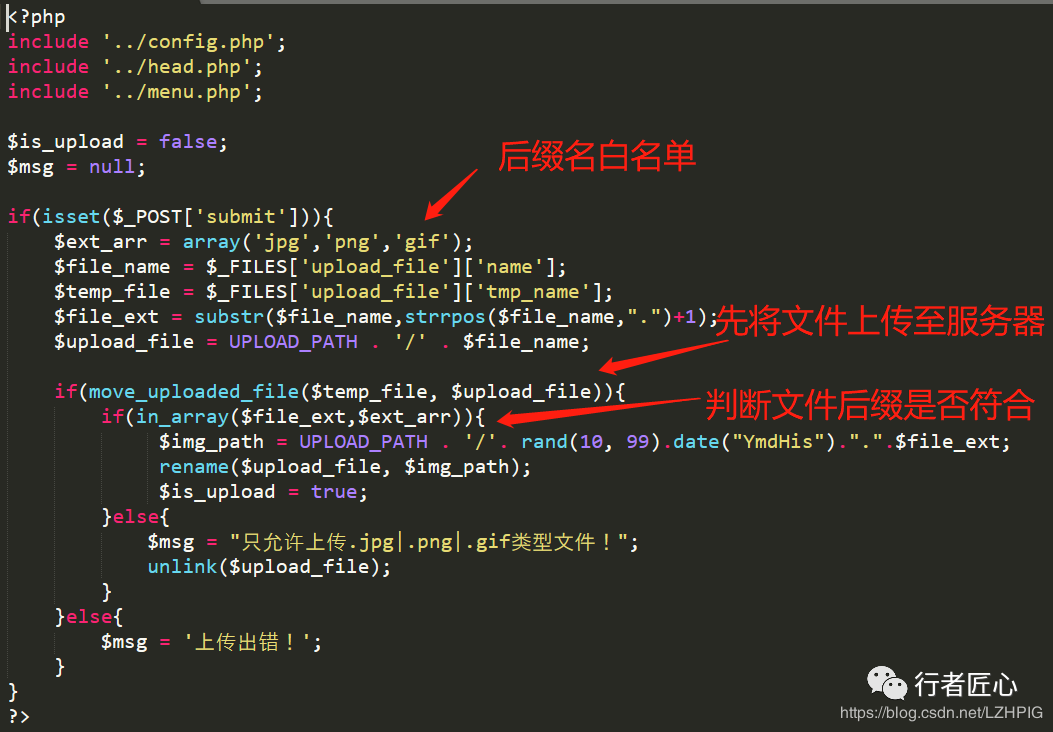 <?php
include '../config.php';
include '../head.php';
include '../menu.php';
$is_upload = false;
$msg = null;
后缀名白名单
if(isset($_POST['submit'])){
$ext_arr = array('jpg','png','gif');
$file_name = $_FILES['upload_file']['name'];
$temp_file = $_FILES['upload_file']['tmp_name'];
$file_ext = substr($file_name,strrpos($file_name,".")+1);
先将文件上传至服务器
$upload_file = UPLOAD_PATH . '/' . $file_name;
if(move_uploaded_file($temp_file, $upload_file)){
判断文件后缀是否符合
if(in_array($file_ext,$ext_arr)){
$img_path = UPLOAD_PATH . '/'. rand(10, 99).date("YmdHis").".".$file_ext;
rename($upload_file, $img_path);
$is_upload = true;
}else{
$msg = "只允许上传.jpg|.png|.gif类型文件！";
unlink($upload_file);
}
}else{
$msg = '上传出错！';
}
}
?>
行者匠心
https://blog.csdn.net/LZHPIG